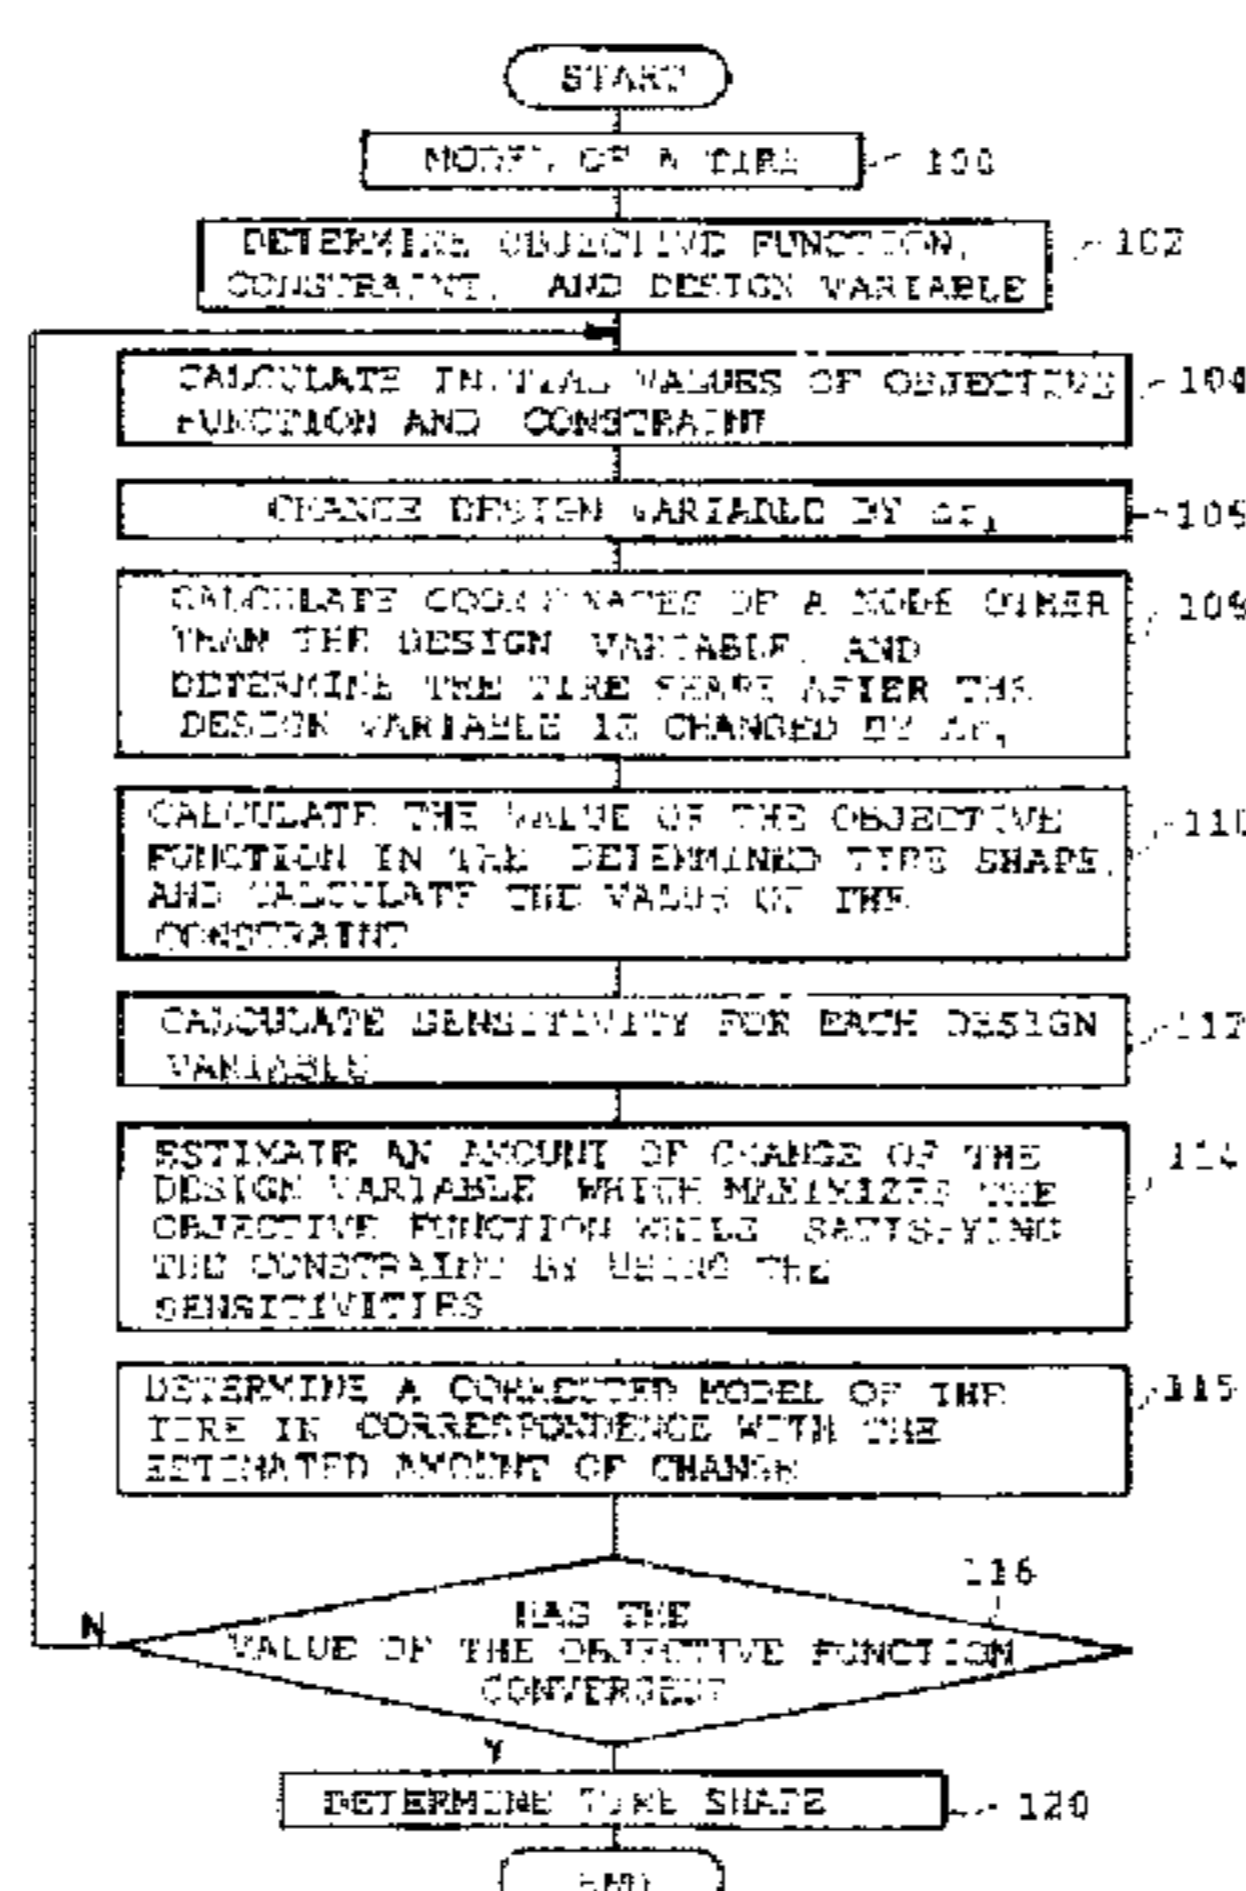 START
MODEL OF A TIRE
100
DETERMINE OBJECTIVE FUNCTION,
CONSTRAINT, AND DESIGN VARIABLE
102
CALCULATE INITIAL VALUES OF OBJECTIVE
FUNCTION AND CONSTRAINT
104
CHANGE DESIGN VARIABLE BY Δr₁
CALCULATE COORDINATES OF A NODE OTHER
THAN THE DESIGN VARIABLE, AND
DETERMINE THE TIRE SHAPE AFTER THE
DESIGN VARIABLE IS CHANGED BY Δr₁
CALCULATE THE VALUE OF THE OBJECTIVE
FUNCTION IN THE DETERMINED TIRE SHAPE,
AND CALCULATE THE VALUE OF THE
CONSTRAINT
110
CALCULATE SENSITIVITY FOR EACH DESIGN
VARIABLE
112
ESTIMATE AN AMOUNT OF CHANGE OF THE
DESIGN VARIABLE WHICH MAXIMIZES THE
OBJECTIVE FUNCTION WHILE SATISFYING
THE CONSTRAINT BY USING THE
SENSITIVITIES
114
DETERMINE A CORRECTED MODEL OF THE
TIRE IN CORRESPONDENCE WITH THE
ESTIMATED AMOUNT OF CHANGE
115
116
HAS THE
VALUE OF THE OBJECTIVE FUNCTION
CONVERGED?
N
Y
DETERMINE TIRE SHAPE
120
END